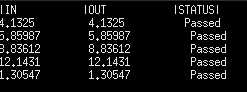 |IN |OUT |STATUS|
4.1325 4.1325 Passed
5.85987 5.85987 Passed
8.83612 8.83612 Passed
12.1431 12.1431 Passed
1.30547 1.30547 Passed